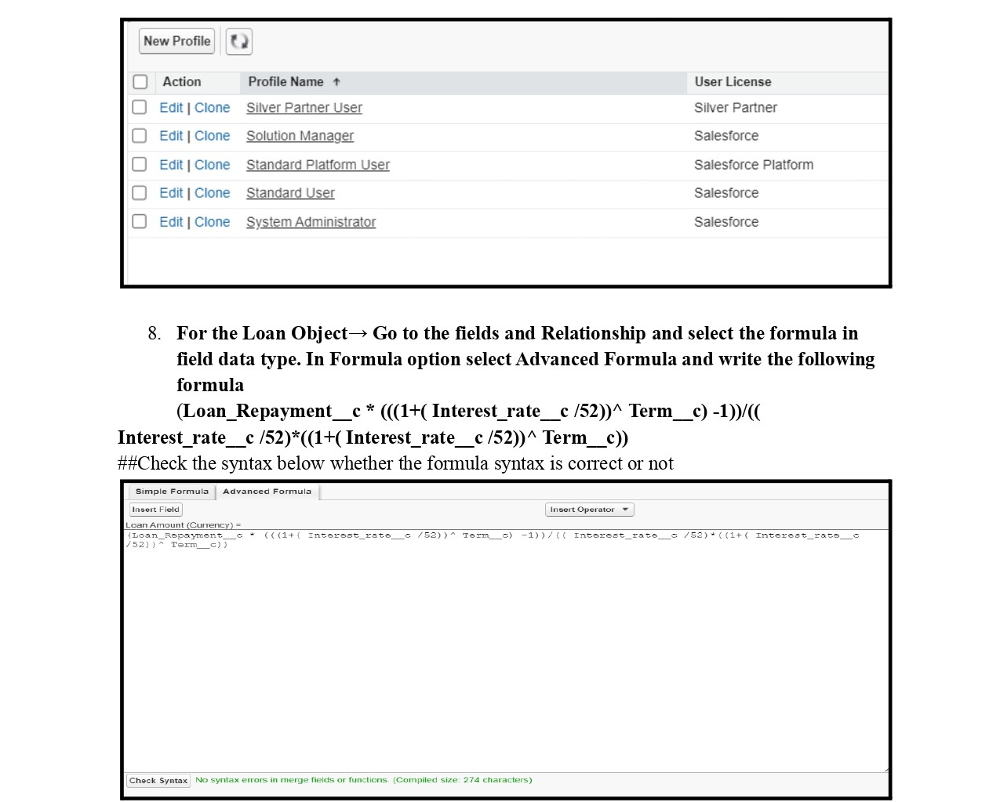 New Profile
Action Profile Name ↑ User License
Edit | Clone Silver Partner User Silver Partner
Edit | Clone Solution Manager Salesforce
Edit | Clone Standard Platform User Salesforce Platform
Edit | Clone Standard User Salesforce
Edit | Clone System Administrator Salesforce
8. For the Loan Object→ Go to the fields and Relationship and select the formula in
field data type. In Formula option select Advanced Formula and write the following
formula
(Loan_Repayment__c * (((1+( Interest_rate__c /52))^ Term__c) -1))/((
Interest_rate__c /52)*((1+( Interest_rate__c /52))^ Term__c))
##Check the syntax below whether the formula syntax is correct or not
Simple Formula Advanced Formula
Insert Field Insert Operator
Loan Amount (Currency) =
(Loan_Repayment__c * (((1+( Interest_rate__c /52))^ Term__c) -1))/(( Interest_rate__c /52)*((1+( Interest_rate__c
/52))^ Term__c))
Check Syntax No syntax errors in merge fields or functions. (Compiled size: 274 characters)